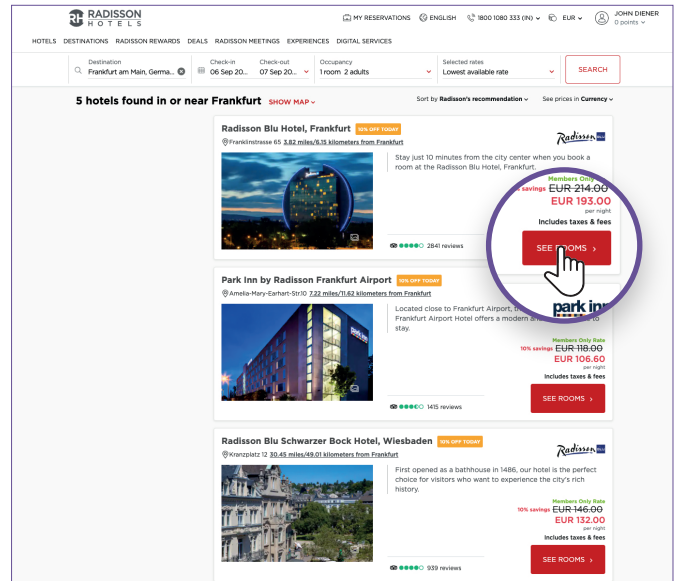 RADISSON
HOTELS
MY RESERVATIONS ENGLISH 1800 1080 333 (IN) EUR JOHN DIENER
0 points
HOTELS DESTINATIONS RADISSON REWARDS DEALS RADISSON MEETINGS EXPERIENCES DIGITAL SERVICES
Destination Check-in Check-out Occupancy Selected rates
Frankfurt am Main, Germa... 06 Sep 20... 07 Sep 20... 1 room 2 adults Lowest available rate SEARCH
5 hotels found in or near Frankfurt SHOW MAP Sort by Radisson's recommendation See prices in Currency
Radisson Blu Hotel, Frankfurt 10% OFF TODAY
Franklinstrasse 65 3.82 miles/6.15 kilometers from Frankfurt
Radisson BLU
Stay just 10 minutes from the city center when you book a
room at the Radisson Blu Hotel, Frankfurt.
Members Only
savings EUR 214.00
EUR 193.00
per night
Includes taxes & fees
2841 reviews
SEE ROOMS
Park Inn by Radisson Frankfurt Airport 10% OFF TODAY
Amelia-Mary-Earhart-Str.10 7.22 miles/11.62 kilometers from Frankfurt
park inn
Located close to Frankfurt Airport,
Frankfurt Airport Hotel offers a modern to
stay.
Members Only Rate
10% savings EUR 118.00
EUR 106.60
per night
Includes taxes & fees
1415 reviews
SEE ROOMS
Radisson Blu Schwarzer Bock Hotel, Wiesbaden 10% OFF TODAY
Kranzplatz 12 30.45 miles/49.01 kilometers from Frankfurt
Radisson BLU
First opened as a bathhouse in 1486, our hotel is the perfect
choice for visitors who want to experience the city's rich
history.
Members Only Rate
10% savings EUR 146.00
EUR 132.00
per night
Includes taxes & fees
939 reviews
SEE ROOMS